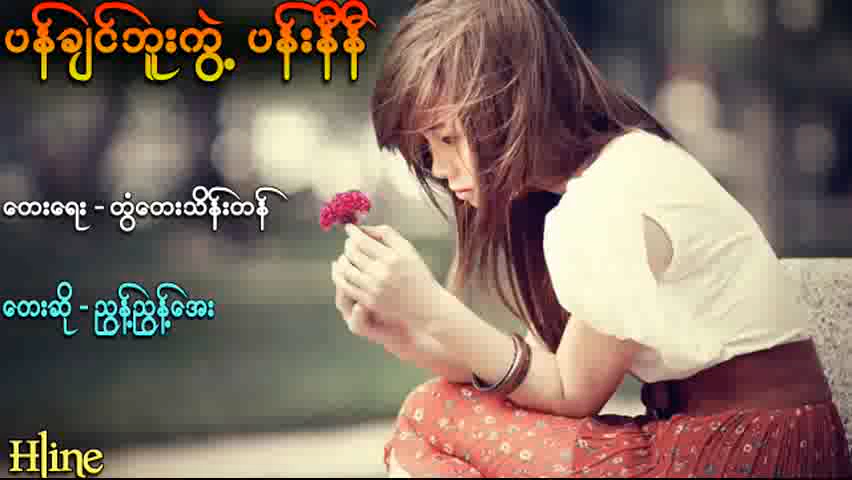 ပန်ချင်ဘူးကွဲ့ ပန်းနီနီ
တေးရေး - တွံတေးသိန်းတန်
တေးဆို - ညွန့်ညွန့်အေး
Hline